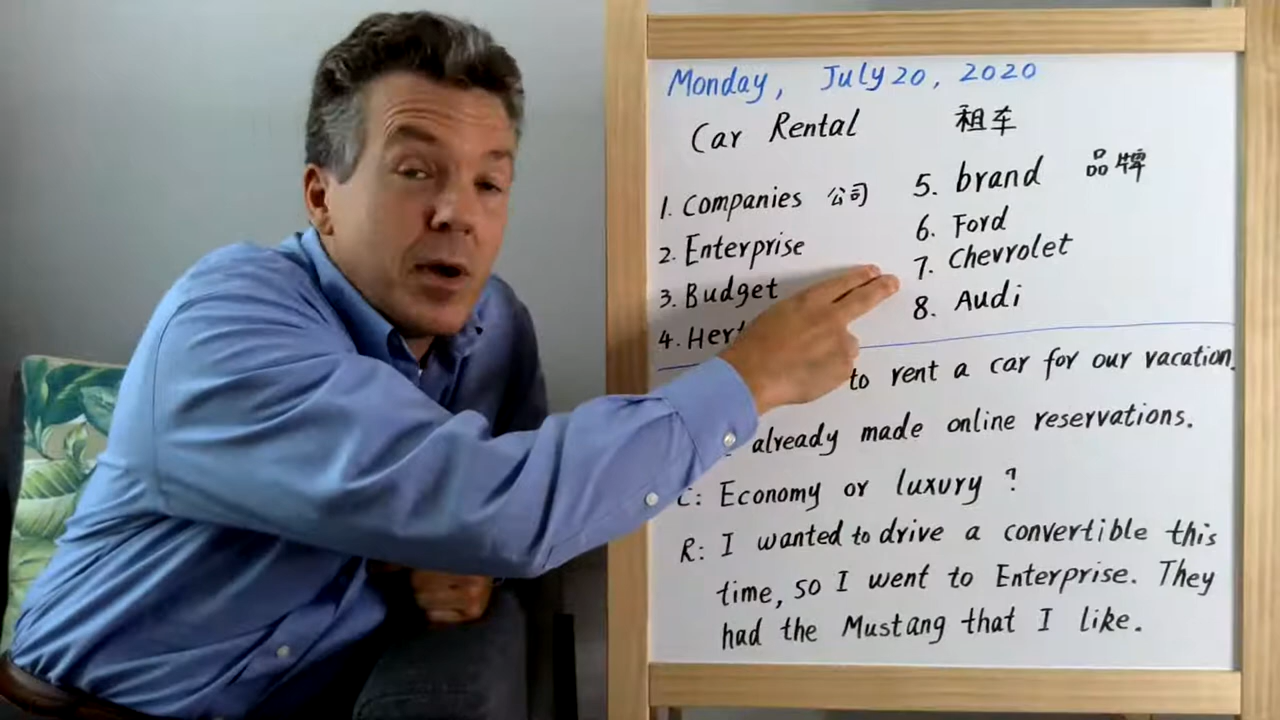 Monday, July 20, 2020
Car Rental 租车
1. Companies 公司
2. Enterprise
3. Budget
4.
5. brand 品牌
6. Ford
7. Chevrolet
8. Audi
to rent a car for our vacation.
already made online reservations.
C: Economy or luxury ?
R: I wanted to drive a convertible this
time, so I went to Enterprise. They
had the Mustang that I like.